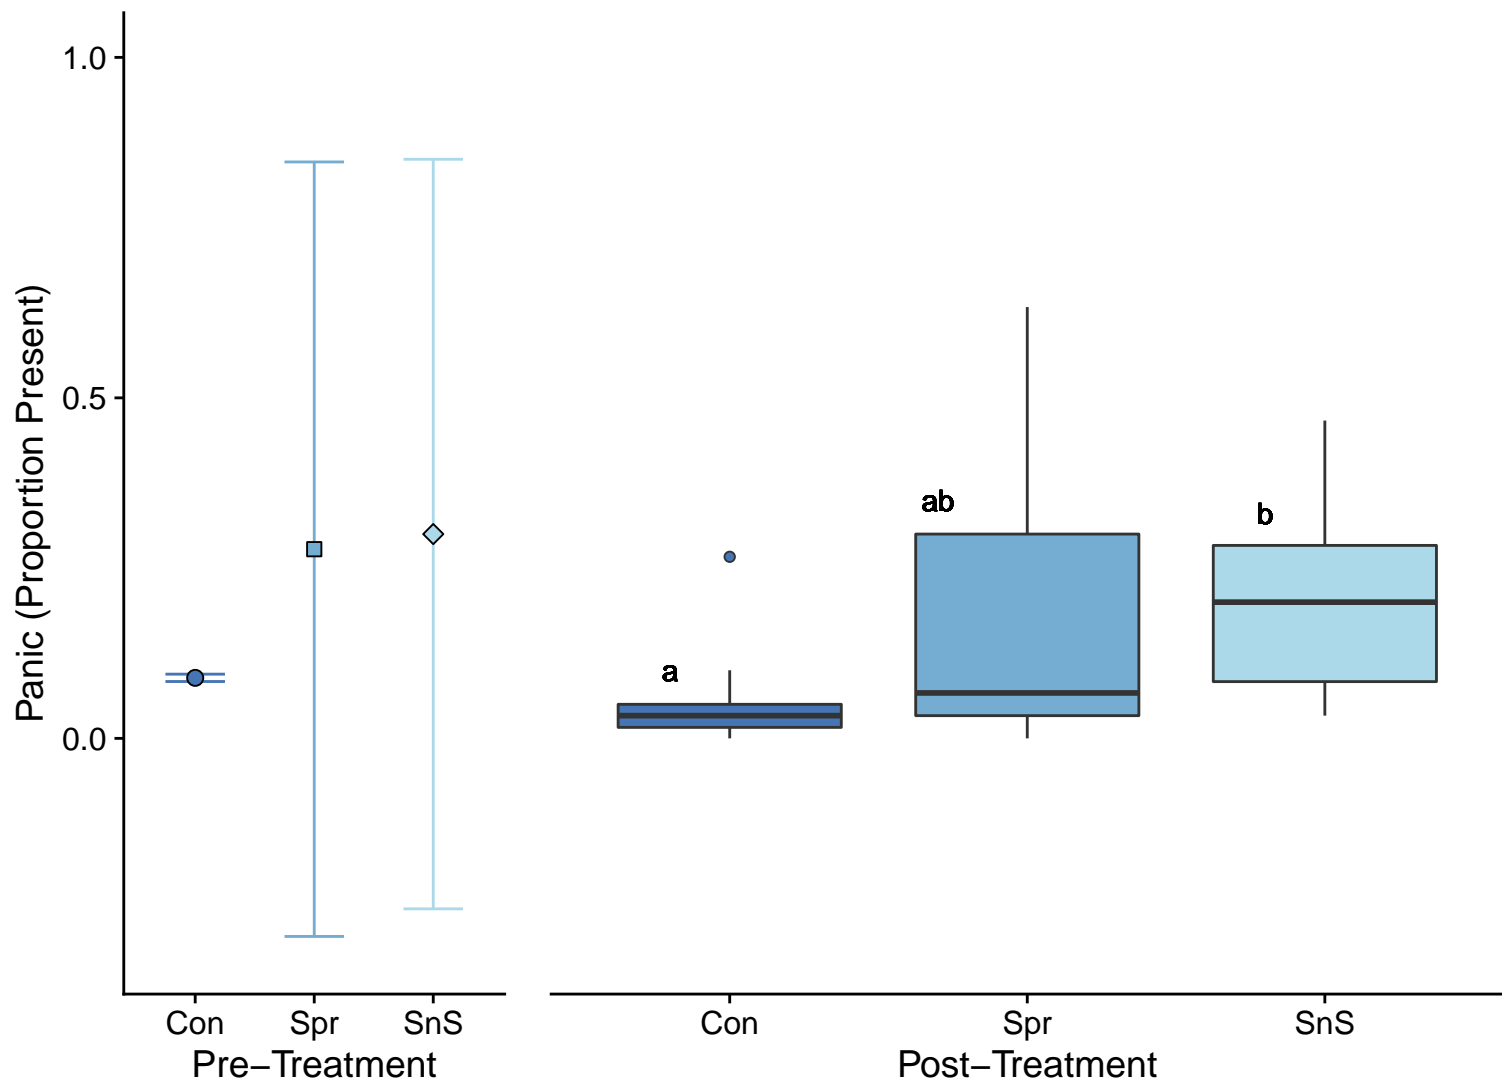 Panic (Proportion Present)
1.0
0.5
0.0
a
ab
b
Con Spr SnS
Pre−Treatment
Con Spr SnS
Post−Treatment